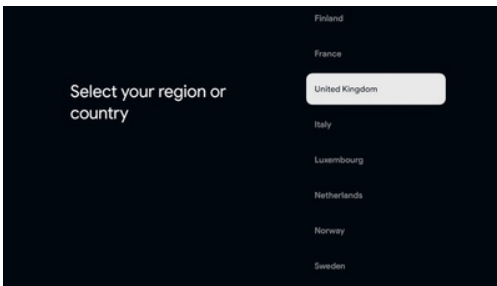 Select your region or
country
Finland
France
United Kingdom
Italy
Luxembourg
Netherlands
Norway
Sweden